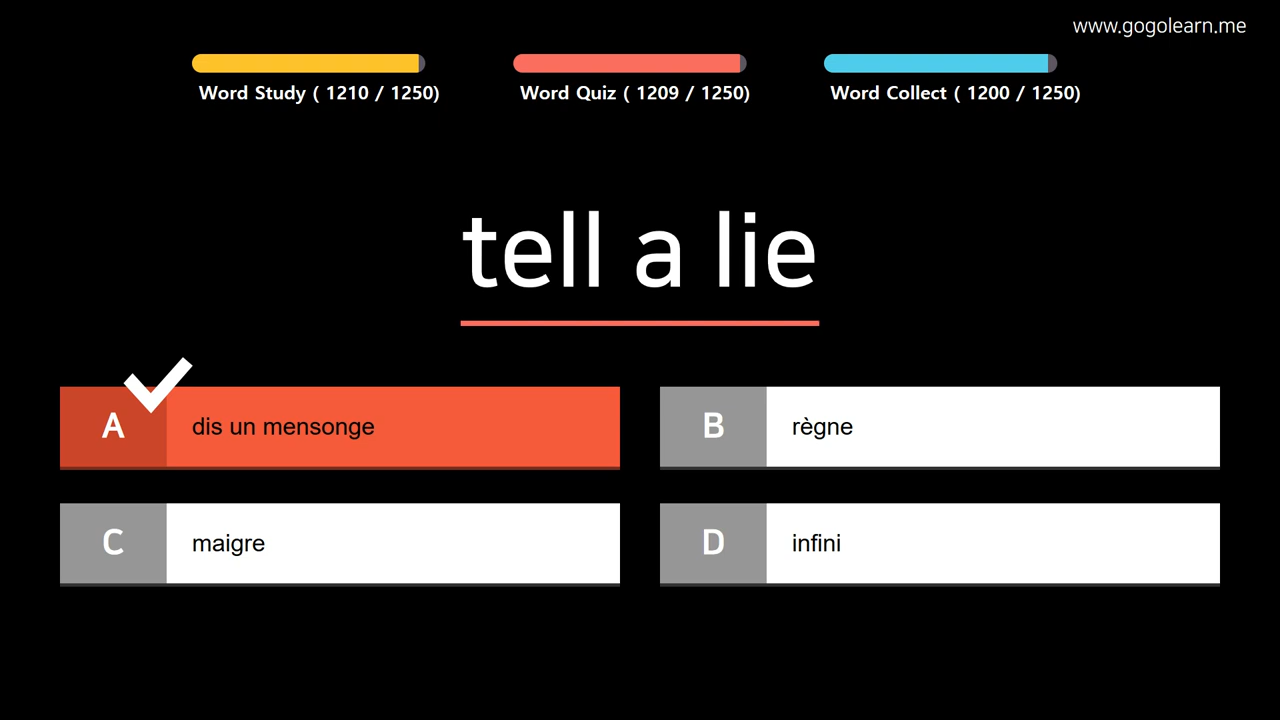 www.gogolearn.me
Word Study ( 1210 / 1250)
Word Quiz ( 1209 / 1250)
Word Collect ( 1200 / 1250)
tell a lie
A dis un mensonge
B règne
C maigre
D infini